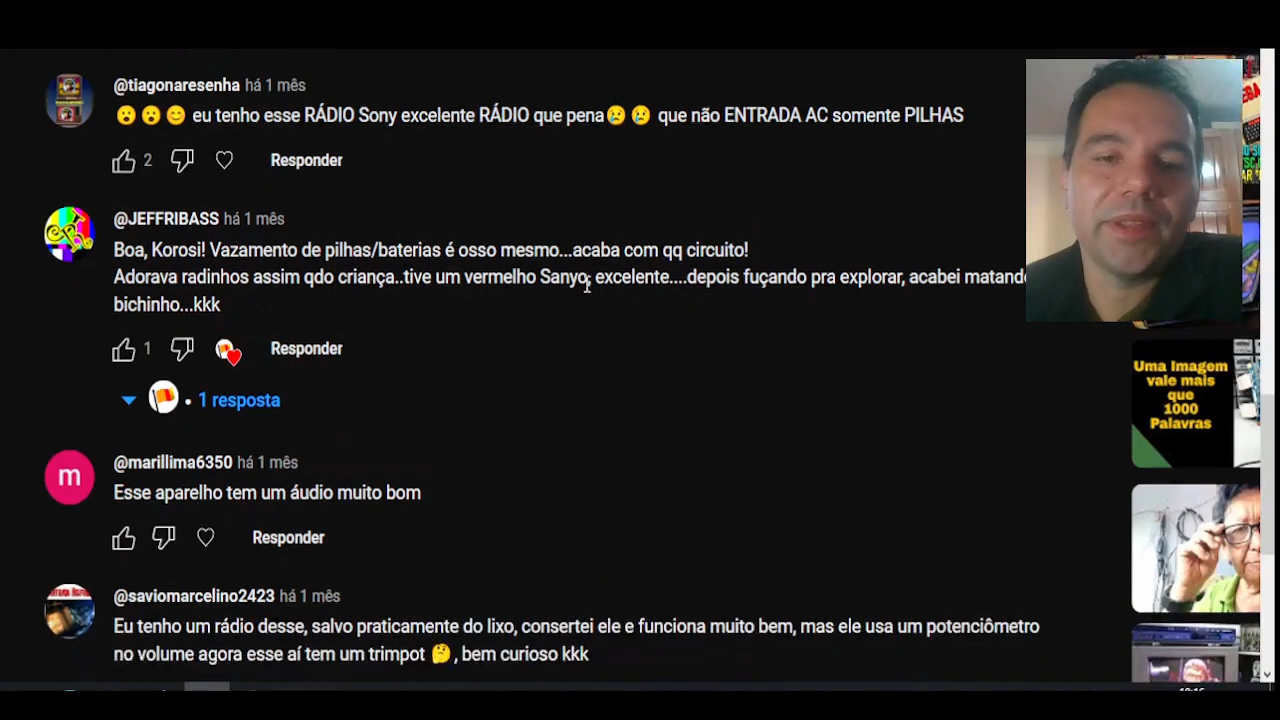 @tiagonaresenha há 1 mês
😮😮😊 eu tenho esse RÁDIO Sony excelente RÁDIO que pena😢😢 que não ENTRADA AC somente PILHAS
2 Responder
@JEFFRIBASS há 1 mês
Boa, Korosi! Vazamento de pilhas/baterias é osso mesmo...acaba com qq circuito!
Adorava radinhos assim qdo criança..tive um vermelho Sanyo, excelente....depois fuçando pra explorar, acabei matando
bichinho...kkk
1 Responder
1 resposta
m
@marillima6350 há 1 mês
Esse aparelho tem um áudio muito bom
Responder
@saviomarcelino2423 há 1 mês
Eu tenho um rádio desse, salvo praticamente do lixo, consertei ele e funciona muito bem, mas ele usa um potenciômetro
no volume agora esse aí tem um trimpot 🤔, bem curioso kkk
Uma Imagem
vale mais
que
1000
Palavras